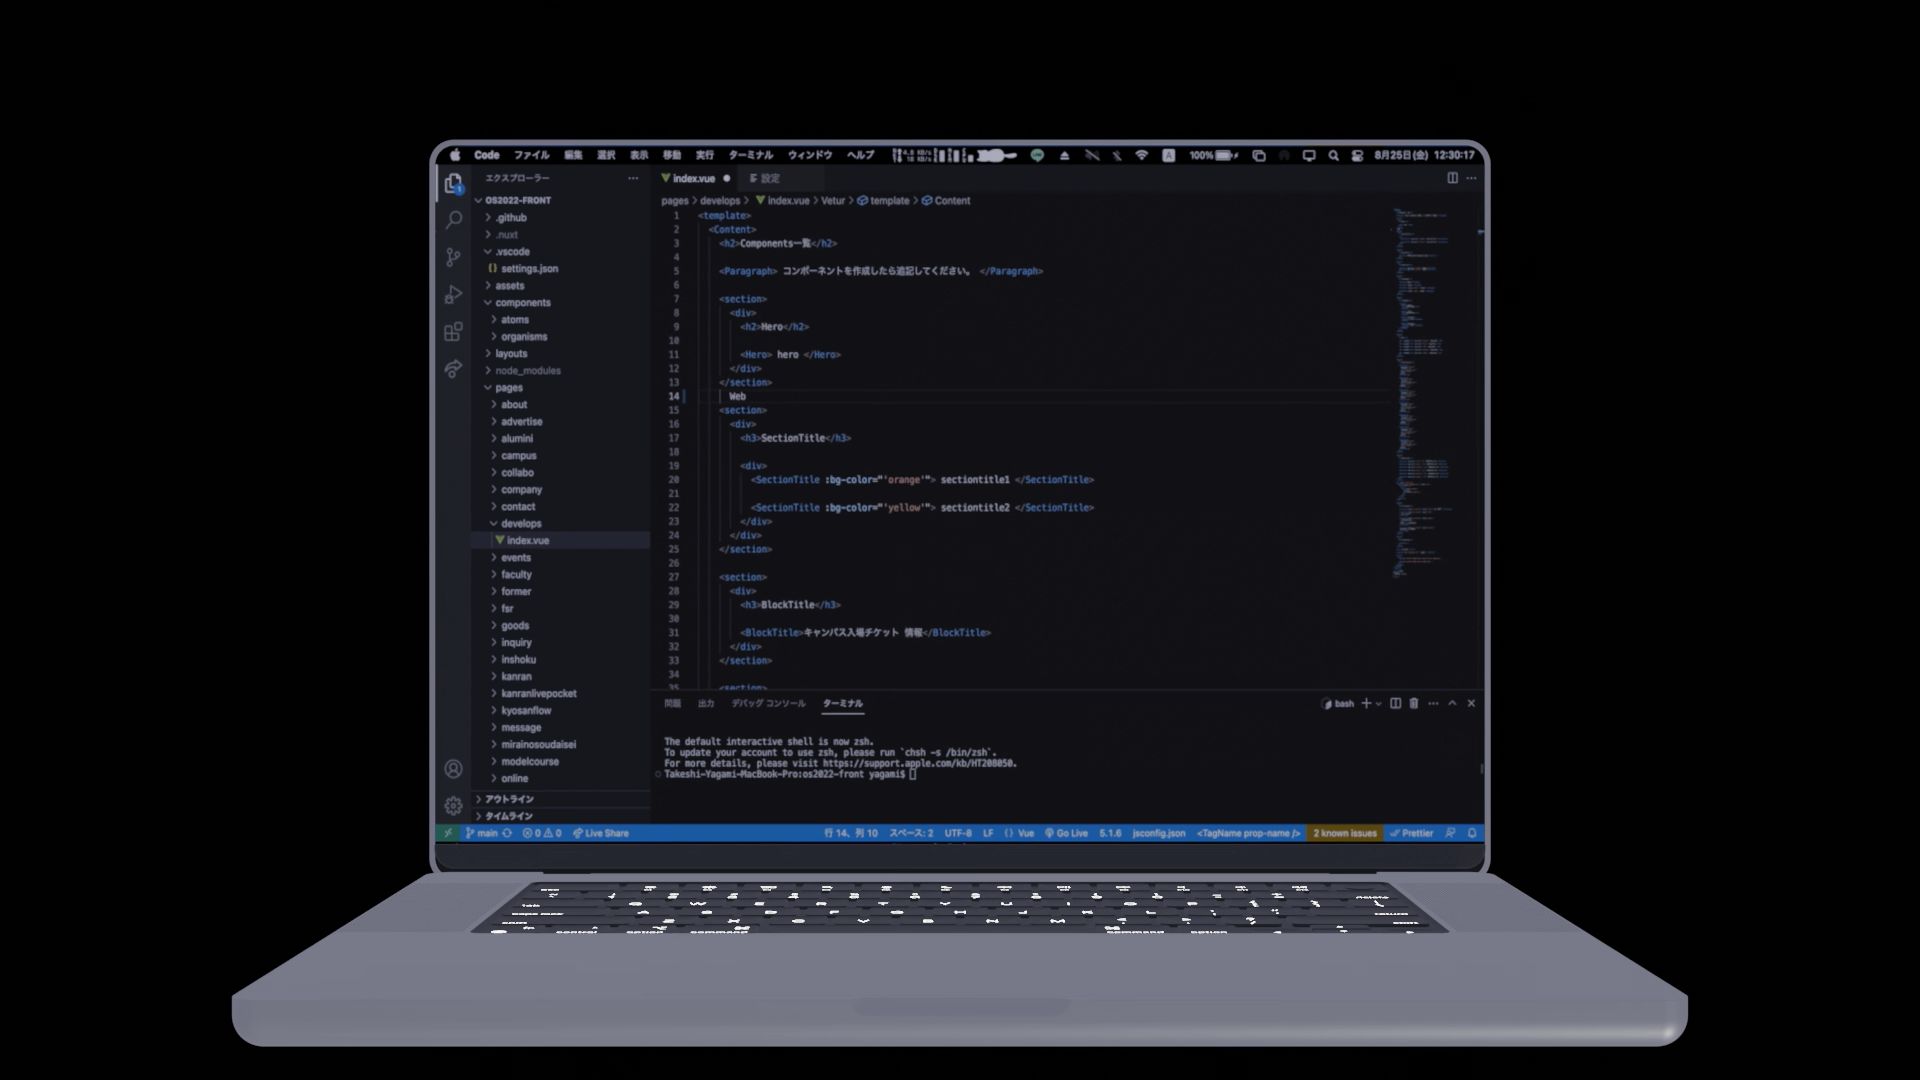 Code ファイル 編集 選択 表示 移動 実行 ターミナル ウィンドウ ヘルプ 100% 8月25日(金) 12:30:17
エクスプローラー
OS2022-FRONT
.github
.nuxt
.vscode
{} settings.json
assets
components
atoms
organisms
layouts
node_modules
pages
about
advertise
alumini
campus
collabo
company
contact
develops
index.vue
events
faculty
former
fsr
goods
inquiry
inshoku
kanran
kanranlivepocket
kyosanflow
message
mirainosoudaisei
modelcourse
online
アウトライン
タイムライン
index.vue 設定
pages > develops > index.vue > Vetur > template > Content
1 <template>
2 <Content>
3 <h2>Components一覧</h2>
4
5 <Paragraph> コンポーネントを作成したら追記してください。 </Paragraph>
6
7 <section>
8 <div>
9 <h2>Hero</h2>
10
11 <Hero> hero </Hero>
12 </div>
13 </section>
14 Web
15 <section>
16 <div>
17 <h3>SectionTitle</h3>
18
19 <div>
20 <SectionTitle :bg-color="'orange'"> sectiontitle1 </SectionTitle>
21
22 <SectionTitle :bg-color="'yellow'"> sectiontitle2 </SectionTitle>
23 </div>
24 </div>
25 </section>
26
27 <section>
28 <div>
29 <h3>BlockTitle</h3>
30
31 <BlockTitle>キャンパス入場チケット 情報</BlockTitle>
32 </div>
33 </section>
34
35 <section>
問題 出力 デバッグ コンソール ターミナル bash
The default interactive shell is now zsh.
To update your account to use zsh, please run `chsh -s /bin/zsh`.
For more details, please visit https://support.apple.com/kb/HT208050.
Takeshi-Yagami-MacBook-Pro:os2022-front yagami$
main 0 0 Live Share 行 14、列 10 スペース: 2 UTF-8 LF {} Vue Go Live 5.1.6 jsconfig.json <TagName prop-name /> 2 known issues Prettier